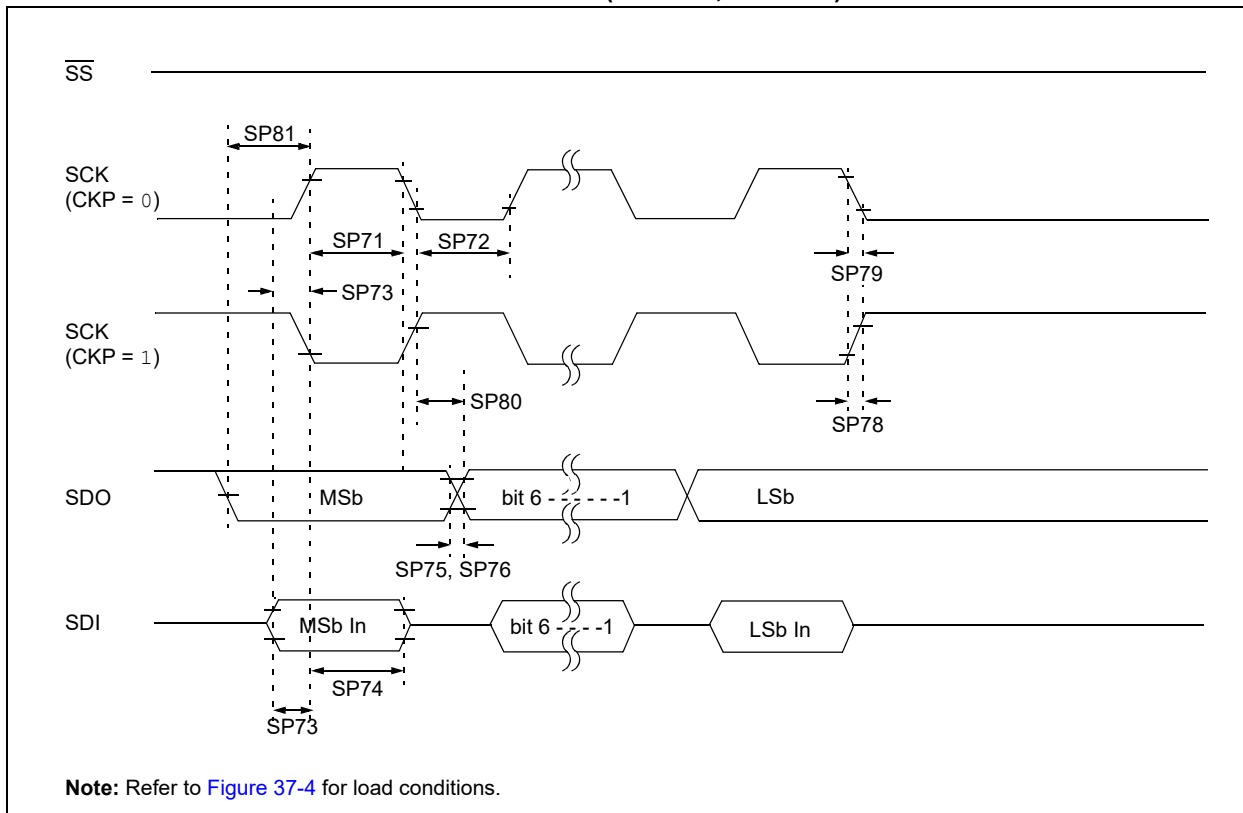 SS
SP81
SCK
(CKP = 0)
SP71
SP72
SP79
SP73
SCK
(CKP = 1)
SP80
SP78
SDO
MSb
bit 6 - - - - - - -1
LSb
SP75, SP76
SDI
MSb In
bit 6 - - - - -1
LSb In
SP74
SP73
Note: Refer to Figure 37-4 for load conditions.